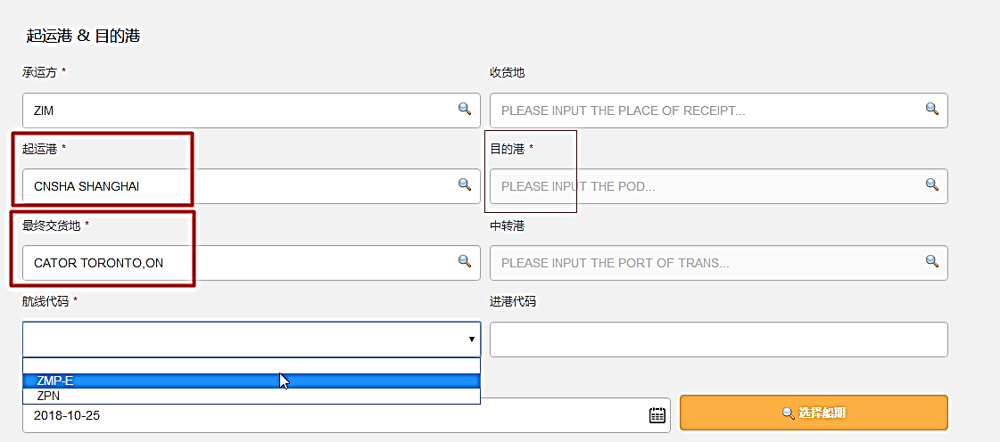 起运港 & 目的港
承运方 *
收货地
ZIM
PLEASE INPUT THE PLACE OF RECEIPT...
起运港 *
目的港 *
CNSHA SHANGHAI
PLEASE INPUT THE POD...
最终交货地 *
中转港
CATOR TORONTO,ON
PLEASE INPUT THE PORT OF TRANS...
航线代码 *
进港代码
ZMP-E
ZPN
2018-10-25
选择船期